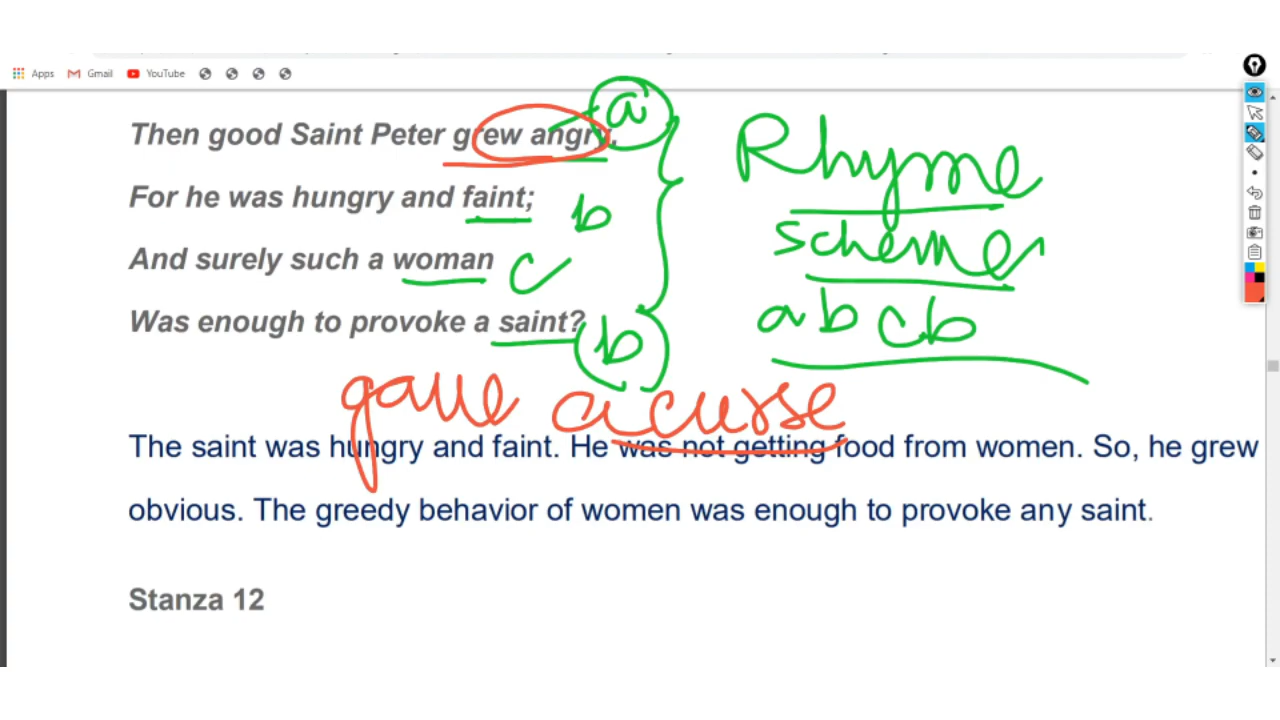 Apps Gmail YouTube
Then good Saint Peter grew angry, a
For he was hungry and faint; b
And surely such a woman c
Was enough to provoke a saint? (b)
Rhyme
scheme
abcb
gave a curse
The saint was hungry and faint. He was not getting food from women. So, he grew
obvious. The greedy behavior of women was enough to provoke any saint.
Stanza 12